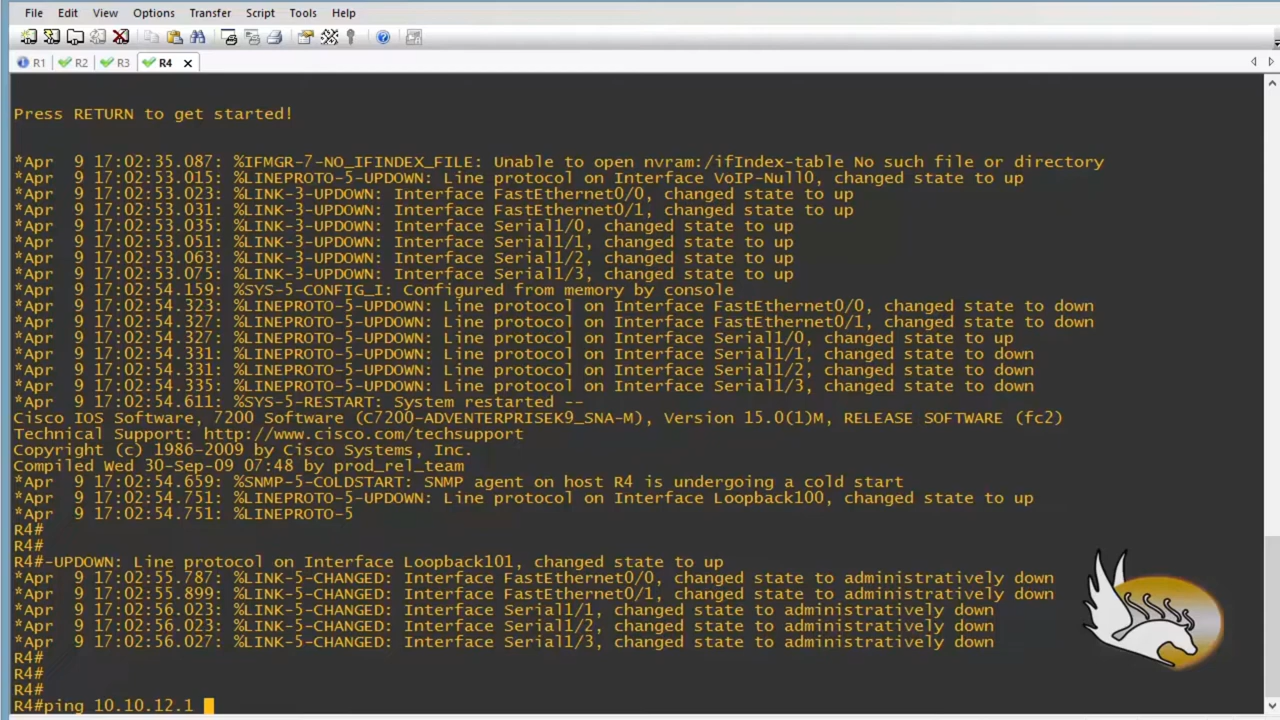 File Edit View Options Transfer Script Tools Help
R1 R2 R3 R4
Press RETURN to get started!
*Apr  9 17:02:35.087: %IFMGR-7-NO_IFINDEX_FILE: Unable to open nvram:/ifIndex-table No such file or directory
*Apr  9 17:02:53.015: %LINEPROTO-5-UPDOWN: Line protocol on Interface VoIP-Null0, changed state to up
*Apr  9 17:02:53.023: %LINK-3-UPDOWN: Interface FastEthernet0/0, changed state to up
*Apr  9 17:02:53.031: %LINK-3-UPDOWN: Interface FastEthernet0/1, changed state to up
*Apr  9 17:02:53.035: %LINK-3-UPDOWN: Interface Serial1/0, changed state to up
*Apr  9 17:02:53.051: %LINK-3-UPDOWN: Interface Serial1/1, changed state to up
*Apr  9 17:02:53.063: %LINK-3-UPDOWN: Interface Serial1/2, changed state to up
*Apr  9 17:02:53.075: %LINK-3-UPDOWN: Interface Serial1/3, changed state to up
*Apr  9 17:02:54.159: %SYS-5-CONFIG_I: Configured from memory by console
*Apr  9 17:02:54.323: %LINEPROTO-5-UPDOWN: Line protocol on Interface FastEthernet0/0, changed state to down
*Apr  9 17:02:54.327: %LINEPROTO-5-UPDOWN: Line protocol on Interface FastEthernet0/1, changed state to down
*Apr  9 17:02:54.327: %LINEPROTO-5-UPDOWN: Line protocol on Interface Serial1/0, changed state to up
*Apr  9 17:02:54.331: %LINEPROTO-5-UPDOWN: Line protocol on Interface Serial1/1, changed state to down
*Apr  9 17:02:54.331: %LINEPROTO-5-UPDOWN: Line protocol on Interface Serial1/2, changed state to down
*Apr  9 17:02:54.335: %LINEPROTO-5-UPDOWN: Line protocol on Interface Serial1/3, changed state to down
*Apr  9 17:02:54.611: %SYS-5-RESTART: System restarted --
Cisco IOS Software, 7200 Software (C7200-ADVENTERPRISEK9_SNA-M), Version 15.0(1)M, RELEASE SOFTWARE (fc2)
Technical Support: http://www.cisco.com/techsupport
Copyright (c) 1986-2009 by Cisco Systems, Inc.
Compiled Wed 30-Sep-09 07:48 by prod_rel_team
*Apr  9 17:02:54.659: %SNMP-5-COLDSTART: SNMP agent on host R4 is undergoing a cold start
*Apr  9 17:02:54.751: %LINEPROTO-5-UPDOWN: Line protocol on Interface Loopback100, changed state to up
*Apr  9 17:02:54.751: %LINEPROTO-5
R4#
R4#
R4#-UPDOWN: Line protocol on Interface Loopback101, changed state to up
*Apr  9 17:02:55.787: %LINK-5-CHANGED: Interface FastEthernet0/0, changed state to administratively down
*Apr  9 17:02:55.899: %LINK-5-CHANGED: Interface FastEthernet0/1, changed state to administratively down
*Apr  9 17:02:56.023: %LINK-5-CHANGED: Interface Serial1/1, changed state to administratively down
*Apr  9 17:02:56.023: %LINK-5-CHANGED: Interface Serial1/2, changed state to administratively down
*Apr  9 17:02:56.027: %LINK-5-CHANGED: Interface Serial1/3, changed state to administratively down
R4#
R4#
R4#
R4#ping 10.10.12.1